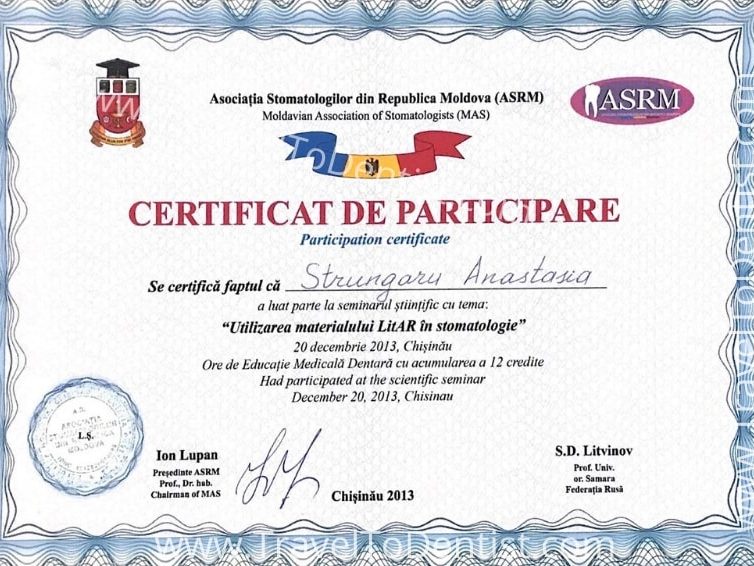 Asociația Stomatologilor din Republica Moldova (ASRM)
Moldavian Association of Stomatologists (MAS)
ASRM
CERTIFICAT DE PARTICIPARE
Participation certificate
Se certifică faptul că Strungaru Anastasia
a luat parte la seminarul științific cu tema:
“Utilizarea materialului LitAR în stomatologie”
20 decembrie 2013, Chișinău
Ore de Educație Medicală Dentară cu acumularea a 12 credite
Had participated at the scientific seminar
December 20, 2013, Chisinau
L.Ș.
Ion Lupan
Președinte ASRM
Prof., Dr. hab.
Chairman of MAS
Chișinău 2013
S.D. Litvinov
Prof. Univ.
or. Samara
Federația Rusă
www.TravelToDentist.com